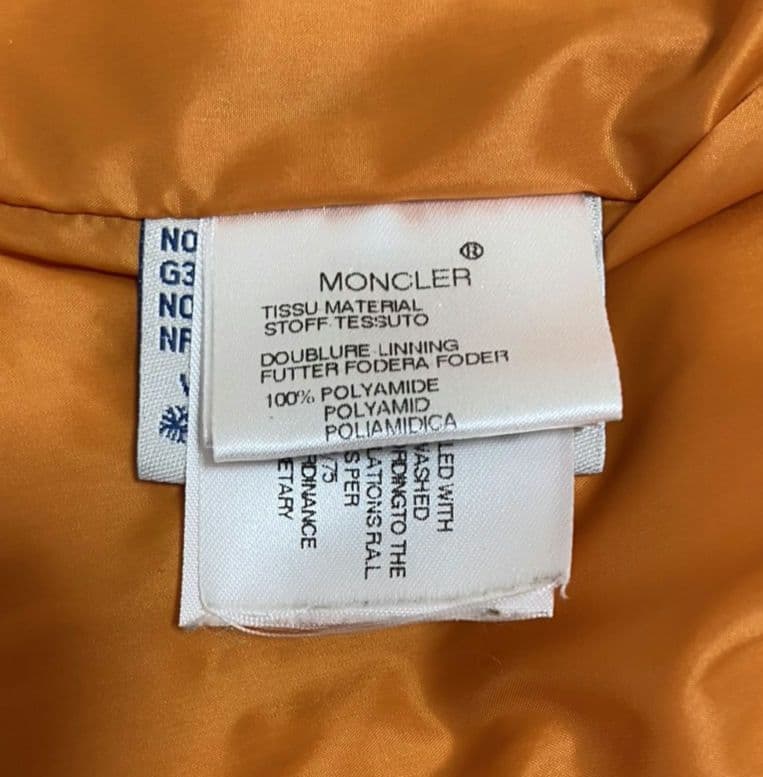 MONCLER ®
TISSU MATERIAL
STOFF TESSUTO
DOUBLURE LINNING
FUTTER FODERA FODER
100% POLYAMIDE
POLYAMID
POLIAMIDICA
NO
G3
NO
NF
LLED WITH
WASHED
RDINGTO THE
LATIONS RAL
S PER
/75
RDINANCE
ETARY